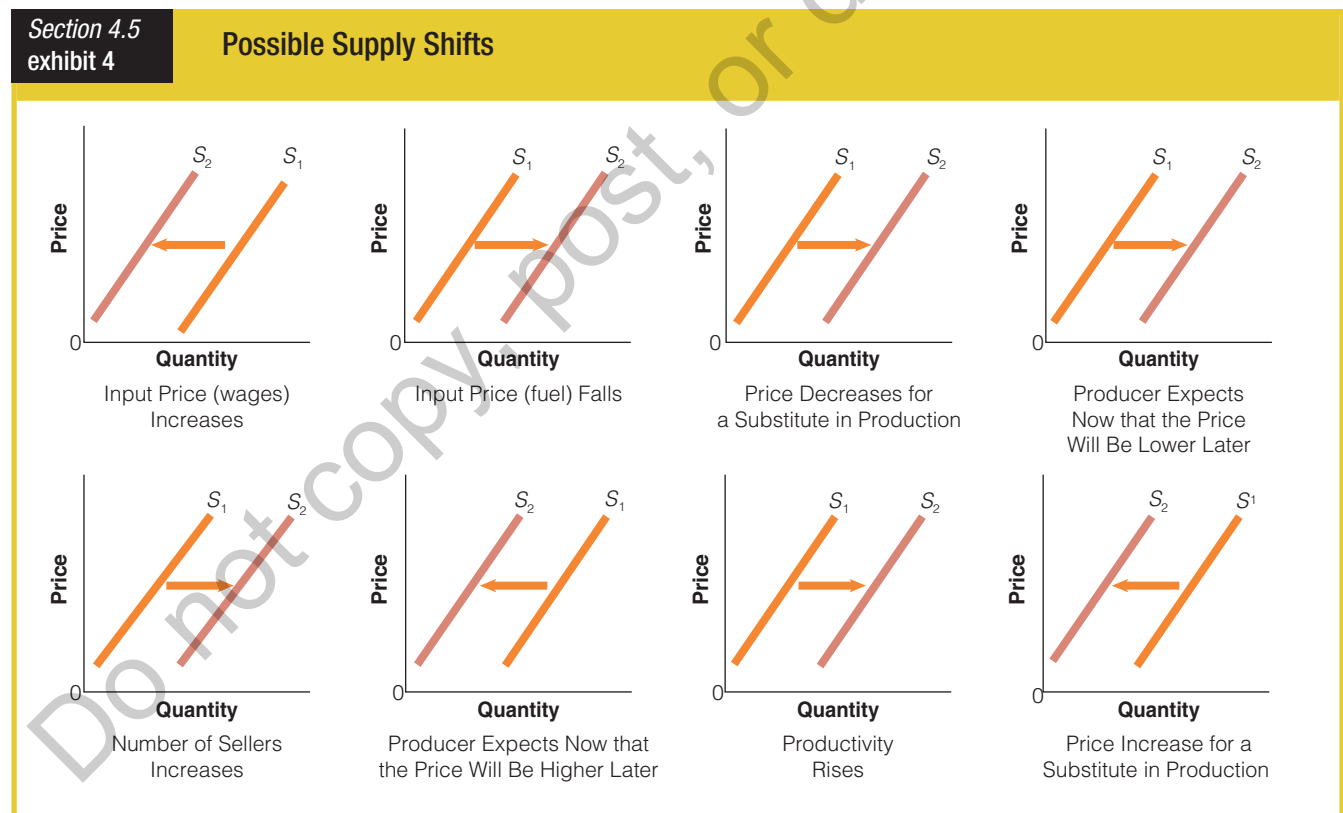 Section 4.5
exhibit 4
Possible Supply Shifts
S2
S1
Price
0
Quantity
Input Price (wages)
Increases
S1
S2
Price
0
Quantity
Input Price (fuel) Falls
S1
S2
Price
0
Quantity
Price Decreases for
a Substitute in Production
S1
S2
Price
0
Quantity
Producer Expects
Now that the Price
Will Be Lower Later
S1
S2
Price
0
Quantity
Number of Sellers
Increases
S2
S1
Price
0
Quantity
Producer Expects Now that
the Price Will Be Higher Later
S1
S2
Price
0
Quantity
Productivity
Rises
S2
S1
Price
0
Quantity
Price Increase for a
Substitute in Production
Do not copy, post, or